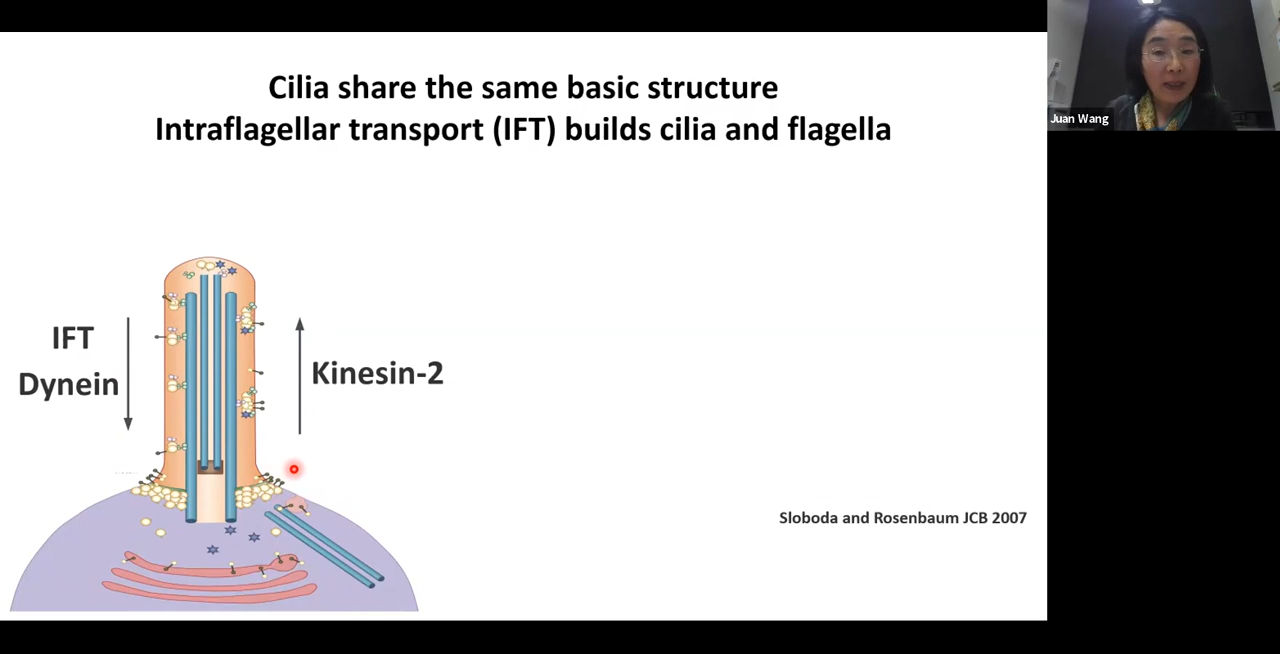 Cilia share the same basic structure
Intraflagellar transport (IFT) builds cilia and flagella
IFT
Dynein
Kinesin-2
Sloboda and Rosenbaum JCB 2007
Juan Wang